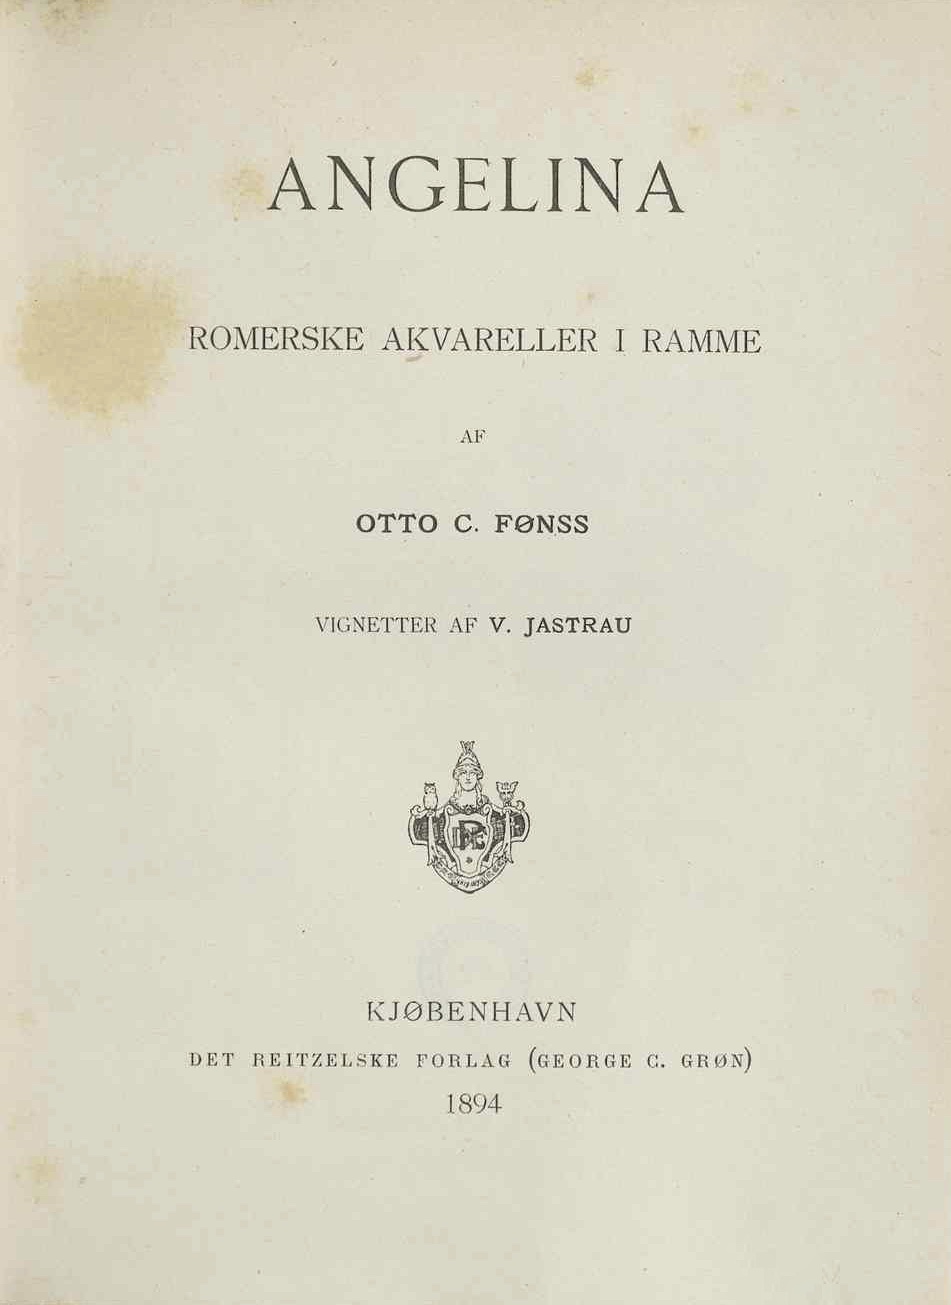 ANGELINA
ROMERSKE AKVARELLER I RAMME
AF
OTTO C. FØNSS
VIGNETTER AF V. JASTRAU
KJØBENHAVN
DET REITZELSKE FORLAG (GEORGE C. GRØN)
1894